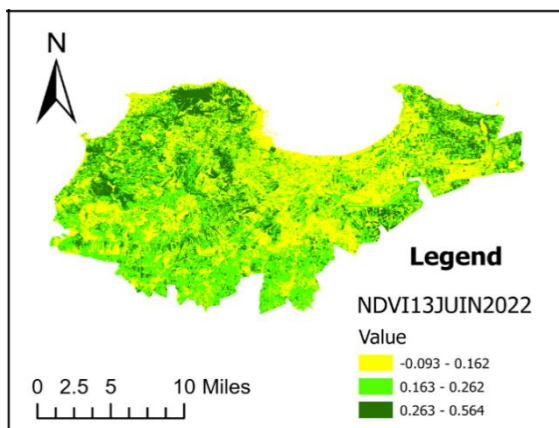 N
Legend
NDVI13JUIN2022
Value
-0.093 - 0.162
0.163 - 0.262
0.263 - 0.564
0 2.5 5 10 Miles